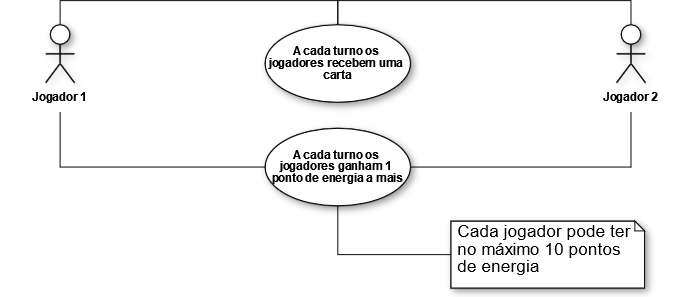 A cada turno os
jogadores recebem uma
carta
Jogador 1
Jogador 2
A cada turno os
jogadores ganham 1
ponto de energia a mais
Cada jogador pode ter
no máximo 10 pontos
de energia